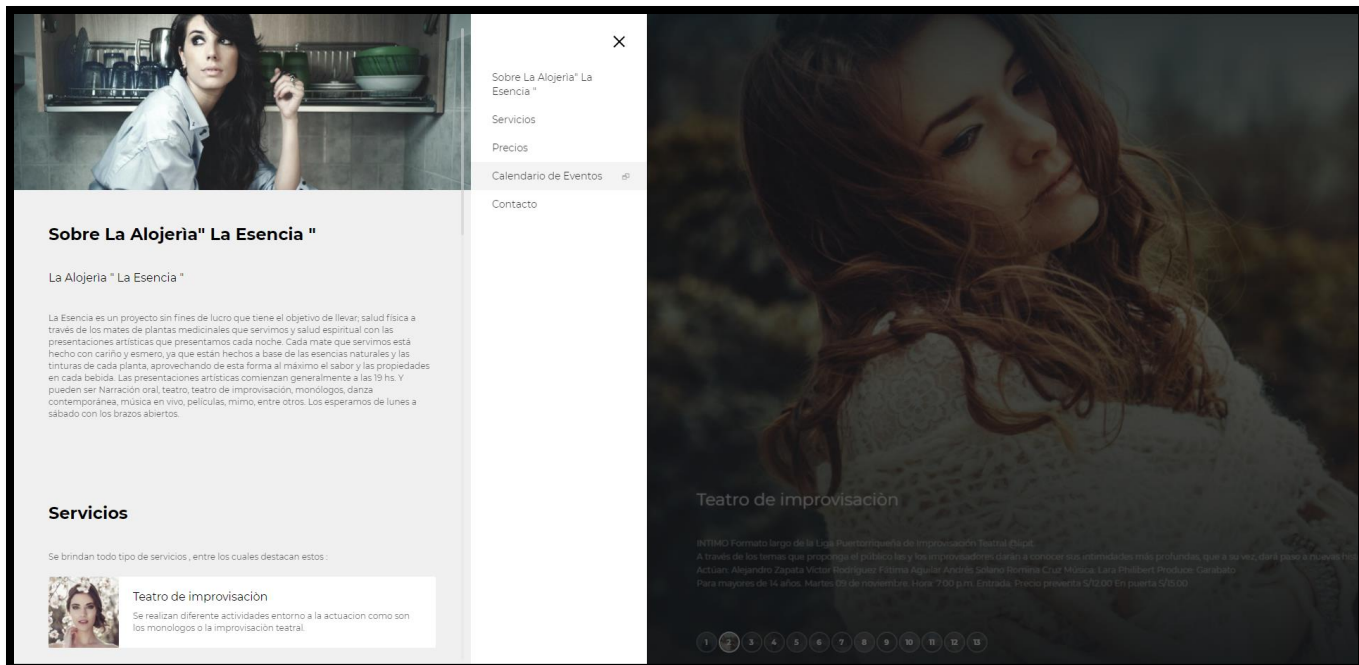 Sobre La Alojerìa" La Esencia "
La Alojerìa " La Esencia "
La Esencia es un proyecto sin fines de lucro que tiene el objetivo de llevar; salud física a
través de los mates de plantas medicinales que servimos y salud espiritual con las
presentaciones artísticas que presentamos cada noche. Cada mate que servimos está
hecho con cariño y esmero, ya que están hechos a base de las esencias naturales y las
tinturas de cada planta, aprovechando de esta forma al máximo el sabor y las propiedades
en cada bebida. Las presentaciones artísticas comienzan generalmente a las 19 hs. Y
pueden ser Narración oral, teatro, teatro de improvisación, monólogos, danza
contemporánea, música en vivo, películas, mimo, entre otros. Los esperamos de lunes a
sábado con los brazos abiertos.
Servicios
Se brindan todo tipo de servicios , entre los cuales destacan estos :
Teatro de improvisaciòn
Se realizan diferente actividades entorno a la actuacion como son
los monologos o la improvisaciòn teatral.
Sobre La Alojerìa" La
Esencia "
Servicios
Precios
Calendario de Eventos
Contacto
Teatro de improvisaciòn
INTIMO Formato largo de la Liga Puertorriqueña de Improvisación Teatral
A través de los temas que proponga el público las y los improvisadores darán a conocer sus intimidades más profundas, que a su vez, dará paso a nuevas
Actúan: Alejandro Zapata Víctor Rodríguez Fátima Aguilar Andrés Solano Romina Cruz Música: Lara Philibert Produce: Garabato
Para mayores de 14 años. Martes 09 de noviembre. Hora: 7:00 p.m. Entrada: Precio preventa S/12.00 En puerta S/15.00
1 2 3 4 5 6 7 8 9 10 11 12 13